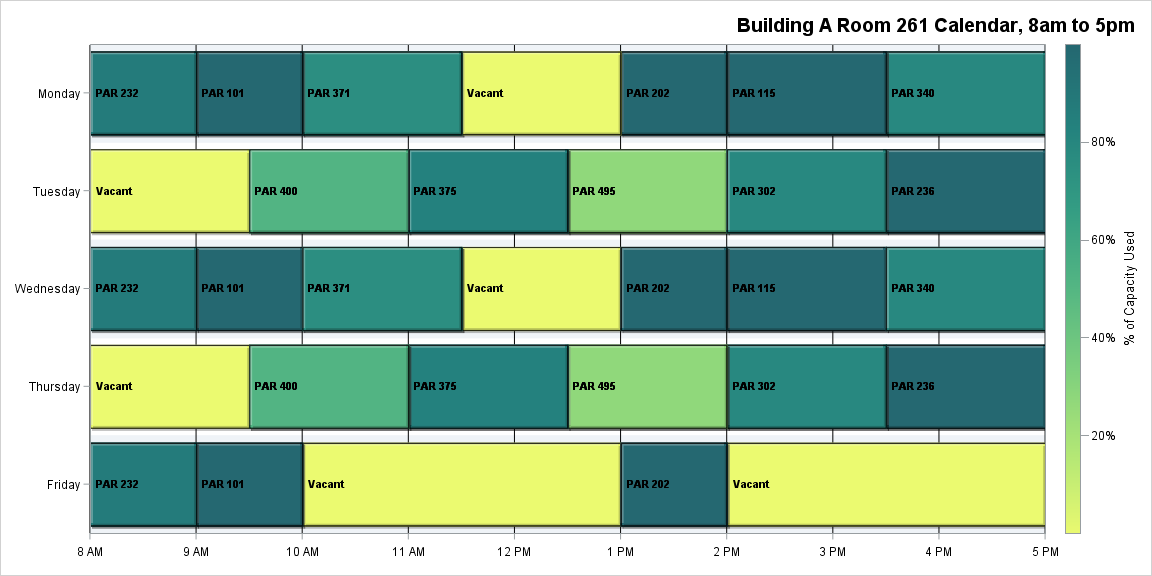 Building A Room 261 Calendar, 8am to 5pm
Monday PAR 232 PAR 101 PAR 371 Vacant PAR 202 PAR 115 PAR 340
Tuesday Vacant PAR 400 PAR 375 PAR 495 PAR 302 PAR 236
Wednesday PAR 232 PAR 101 PAR 371 Vacant PAR 202 PAR 115 PAR 340
Thursday Vacant PAR 400 PAR 375 PAR 495 PAR 302 PAR 236
Friday PAR 232 PAR 101 Vacant PAR 202 Vacant
8 AM 9 AM 10 AM 11 AM 12 PM 1 PM 2 PM 3 PM 4 PM 5 PM
80%
60%
40%
20%
% of Capacity Used